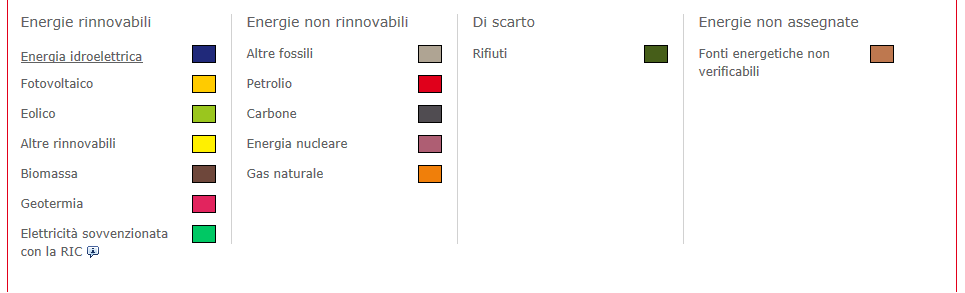 Energie rinnovabili
Energia idroelettrica
Fotovoltaico
Eolico
Altre rinnovabili
Biomassa
Geotermia
Elettricità sovvenzionata
con la RIC
Energie non rinnovabili
Altre fossili
Petrolio
Carbone
Energia nucleare
Gas naturale
Di scarto
Rifiuti
Energie non assegnate
Fonti energetiche non
verificabili